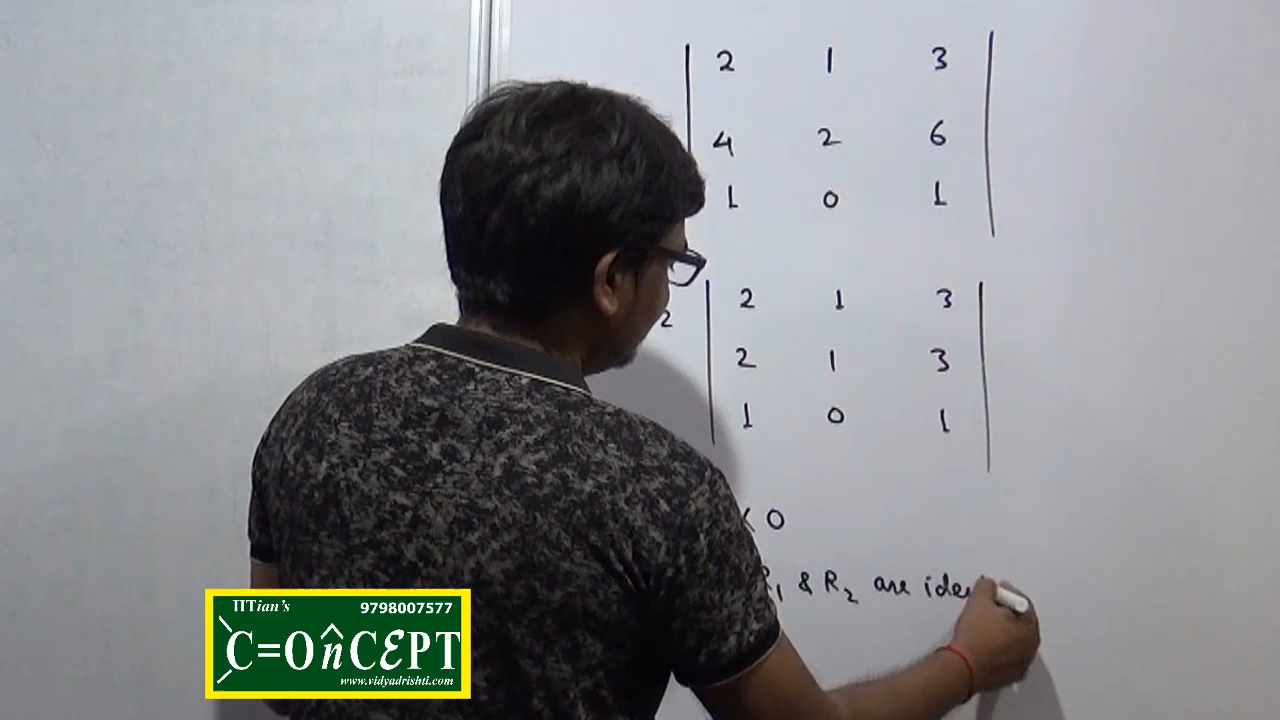 2 1 3
4 2 6
1 0 1
2 1 3
2
2 1 3
1 0 1
0
R₁ & R₂ are
ΠTian's
9798007577
C=OnCEPT
www.vidyadrishti.com